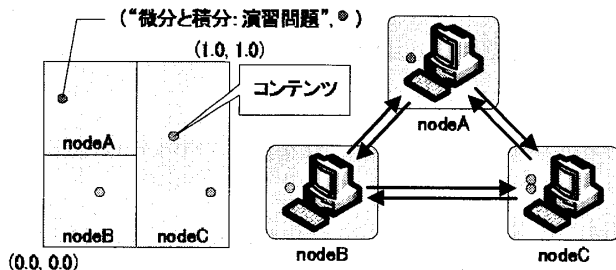 (“微分と積分: 演習問題”, )
(1.0, 1.0)
コンテンツ
nodeA
nodeB
nodeC
(0.0, 0.0)
nodeA
nodeB
nodeC